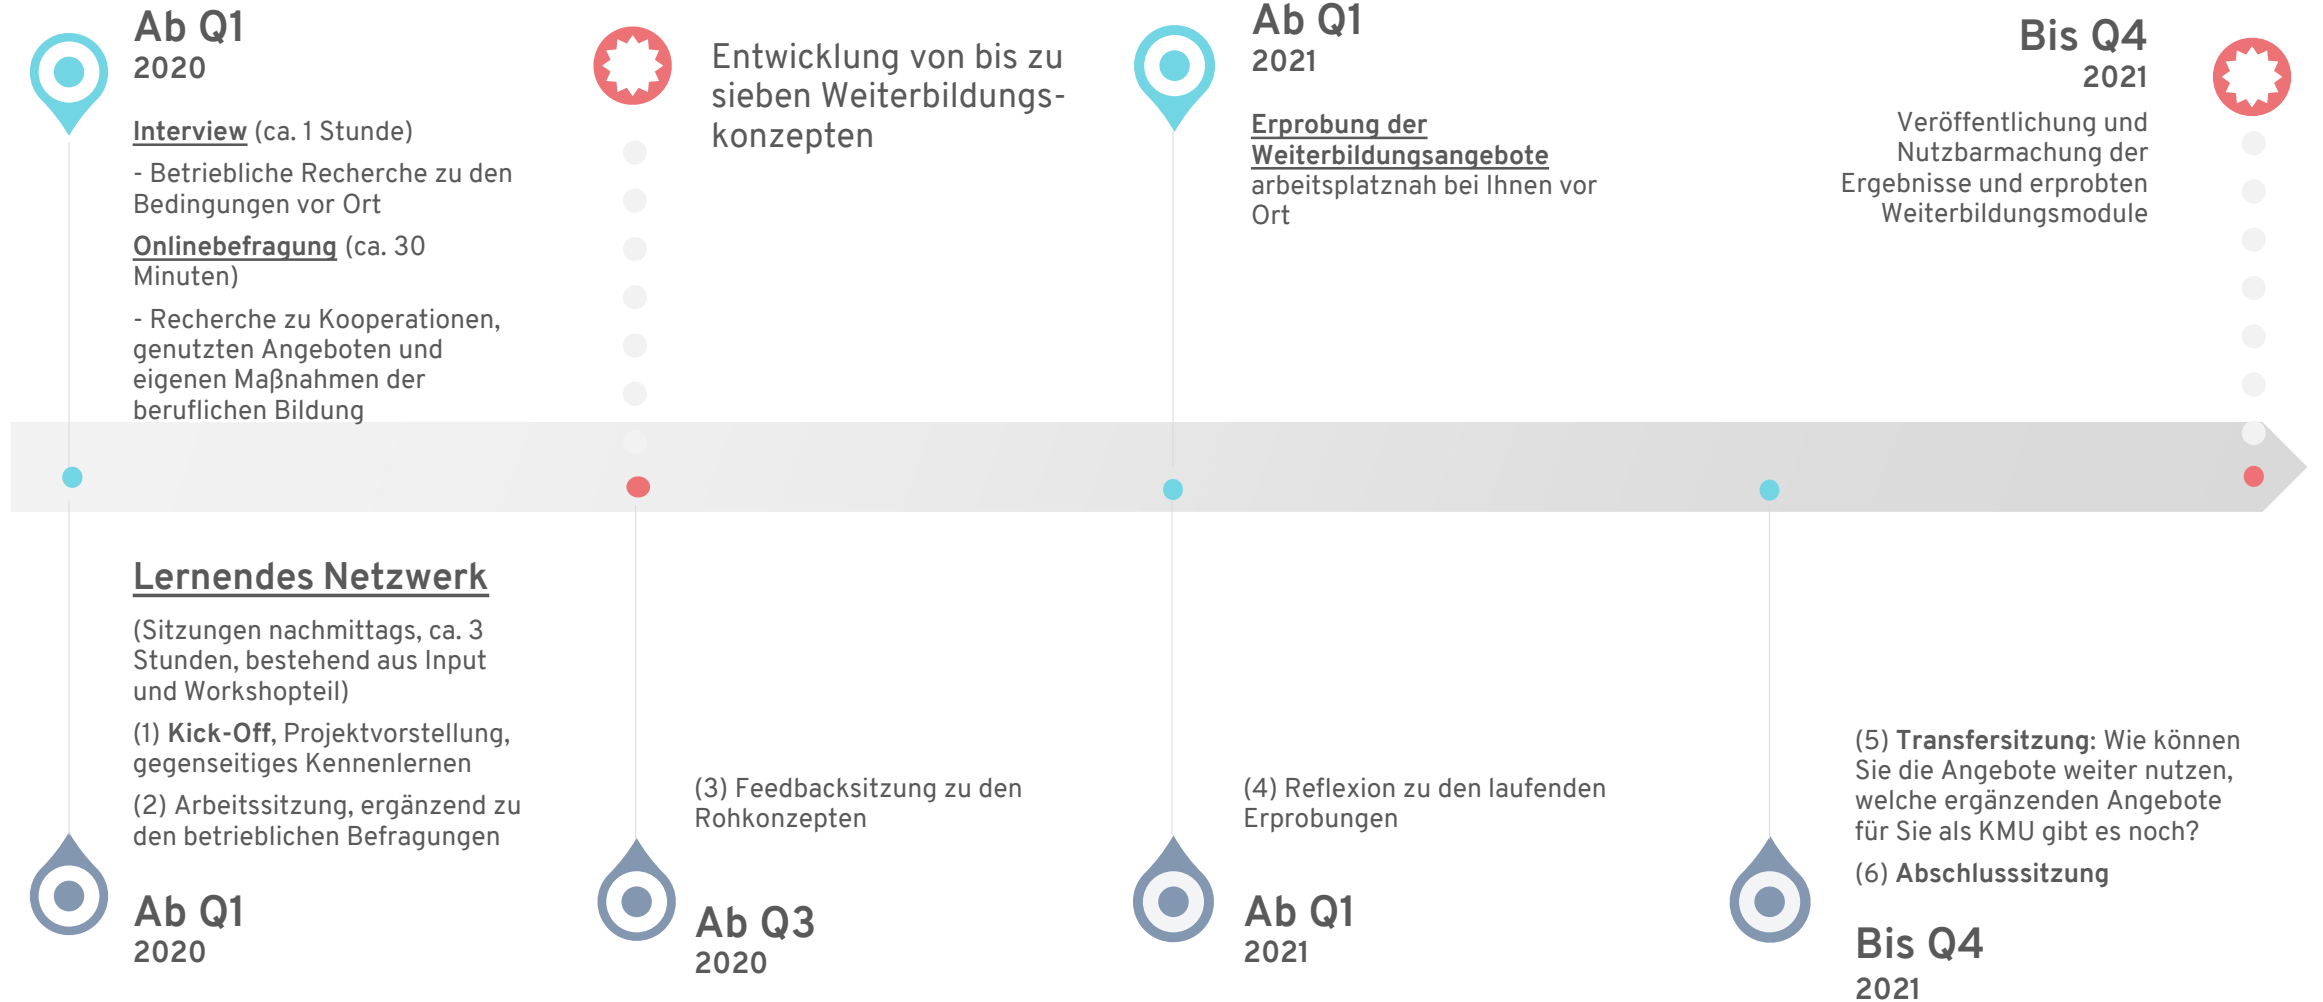 Ab Q1
2020
Interview (ca. 1 Stunde)
- Betriebliche Recherche zu den
Bedingungen vor Ort
Onlinebefragung (ca. 30
Minuten)
- Recherche zu Kooperationen,
genutzten Angeboten und
eigenen Maßnahmen der
beruflichen Bildung
Entwicklung von bis zu
sieben Weiterbildungs-
konzepten
Ab Q1
2021
Erprobung der
Weiterbildungsangebote
arbeitsplatznah bei Ihnen vor
Ort
Bis Q4
2021
Veröffentlichung und
Nutzbarmachung der
Ergebnisse und erprobten
Weiterbildungsmodule
Lernendes Netzwerk
(Sitzungen nachmittags, ca. 3
Stunden, bestehend aus Input
und Workshopteil)
(1) Kick-Off, Projektvorstellung,
gegenseitiges Kennenlernen
(2) Arbeitssitzung, ergänzend zu
den betrieblichen Befragungen
Ab Q1
2020
(3) Feedbacksitzung zu den
Rohkonzepten
Ab Q3
2020
(4) Reflexion zu den laufenden
Erprobungen
Ab Q1
2021
(5) Transfersitzung: Wie können
Sie die Angebote weiter nutzen,
welche ergänzenden Angebote
für Sie als KMU gibt es noch?
(6) Abschlusssitzung
Bis Q4
2021